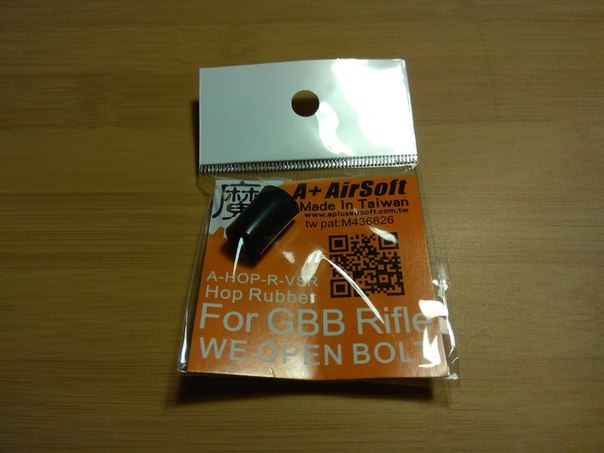 魔
A+ AirSoft
Made In Taiwan
www.aplusairsoft.com.tw
tw pat:M436826
A-HOP-R-VSR
Hop Rubber
For GBB Rifle
WE OPEN BOLT